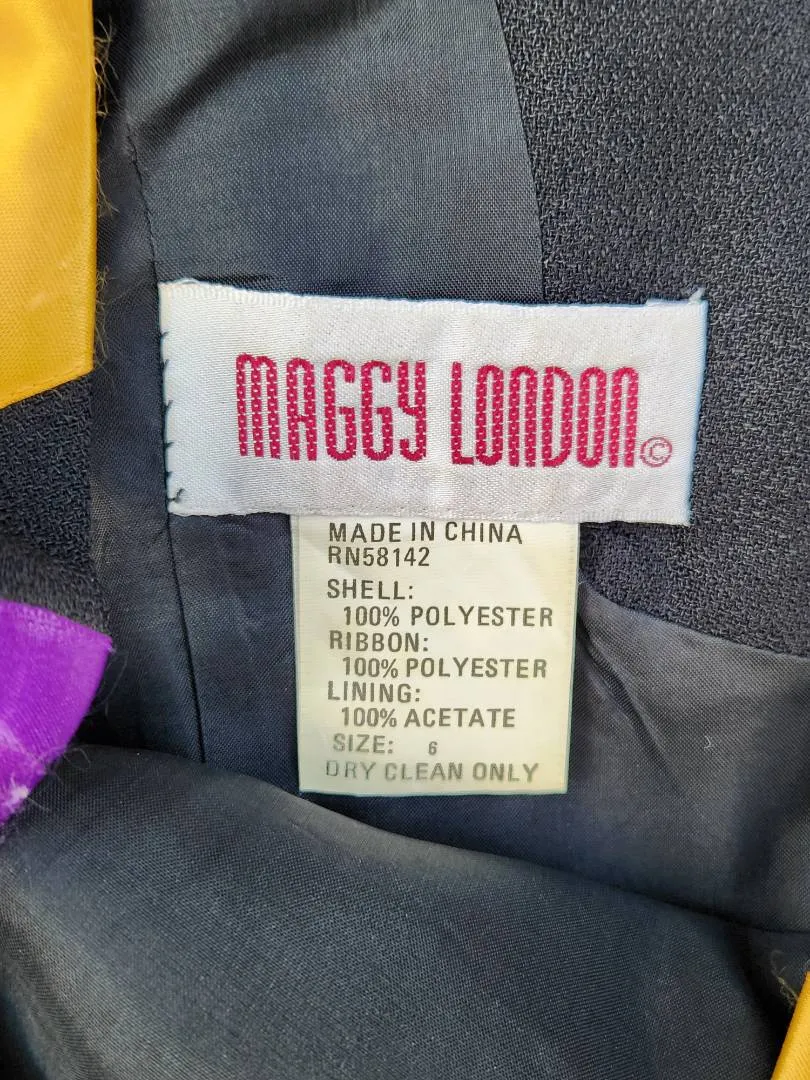 MAGGY LONDON©
MADE IN CHINA
RN58142
SHELL:
100% POLYESTER
RIBBON:
100% POLYESTER
LINING:
100% ACETATE
SIZE: 6
DRY CLEAN ONLY